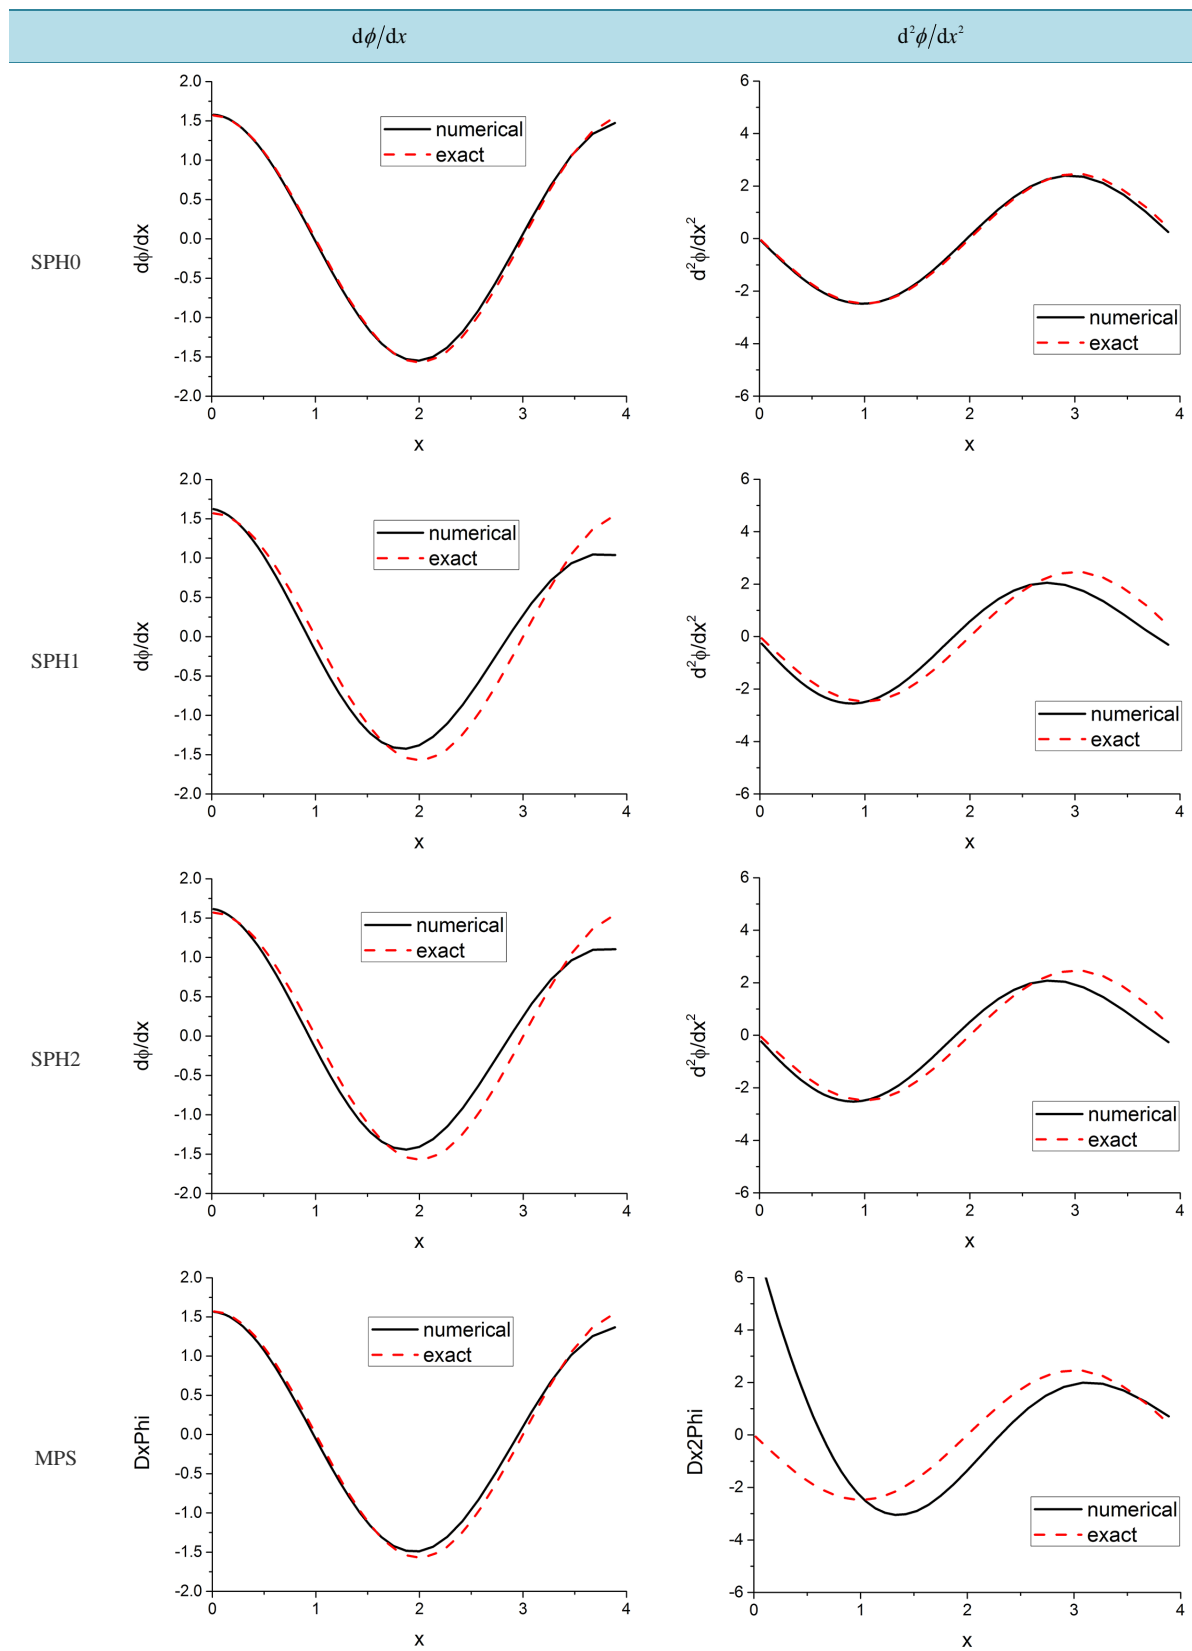 dϕ/dx d²ϕ/dx²
SPH0
2.0
1.5
1.0
0.5
0.0
-0.5
-1.0
-1.5
-2.0
dϕ/dx
numerical
exact
0 1 2 3 4
x
6
4
2
0
-2
-4
-6
d²ϕ/dx²
numerical
exact
0 1 2 3 4
x
SPH1
2.0
1.5
1.0
0.5
0.0
-0.5
-1.0
-1.5
-2.0
dϕ/dx
numerical
exact
0 1 2 3 4
x
6
4
2
0
-2
-4
-6
d²ϕ/dx²
numerical
exact
0 1 2 3 4
x
SPH2
2.0
1.5
1.0
0.5
0.0
-0.5
-1.0
-1.5
-2.0
dϕ/dx
numerical
exact
0 1 2 3 4
x
6
4
2
0
-2
-4
-6
d²ϕ/dx²
numerical
exact
0 1 2 3 4
x
MPS
2.0
1.5
1.0
0.5
0.0
-0.5
-1.0
-1.5
-2.0
DxPhi
numerical
exact
0 1 2 3 4
x
6
4
2
0
-2
-4
-6
Dx2Phi
numerical
exact
0 1 2 3 4
x